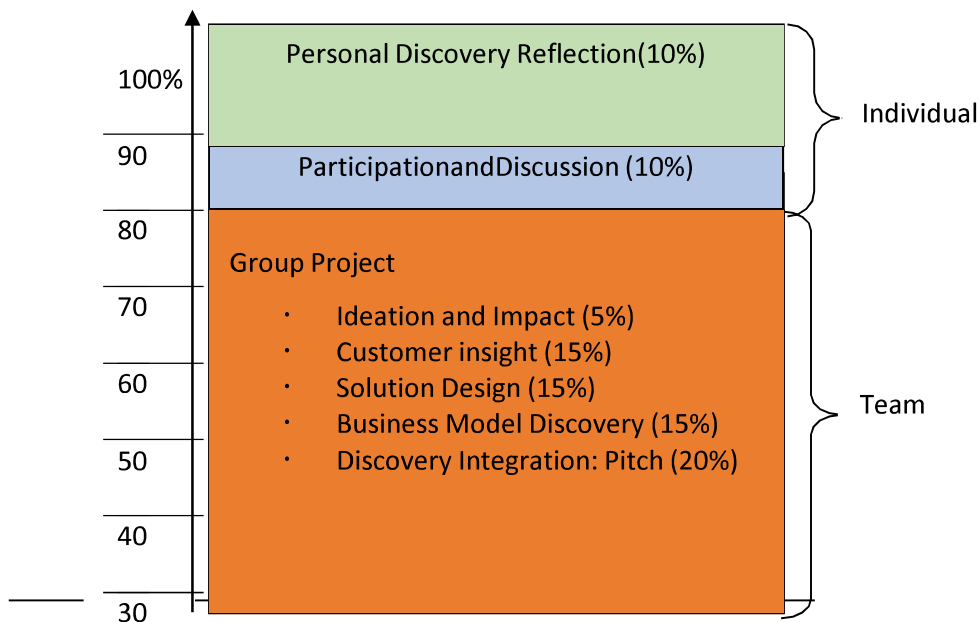 Personal Discovery Reflection(10%)
100%
Individual
90
ParticipationandDiscussion (10%)
80
Group Project
70
· Ideation and Impact (5%)
· Customer insight (15%)
60
· Solution Design (15%)
Team
· Business Model Discovery (15%)
50
· Discovery Integration: Pitch (20%)
40
30